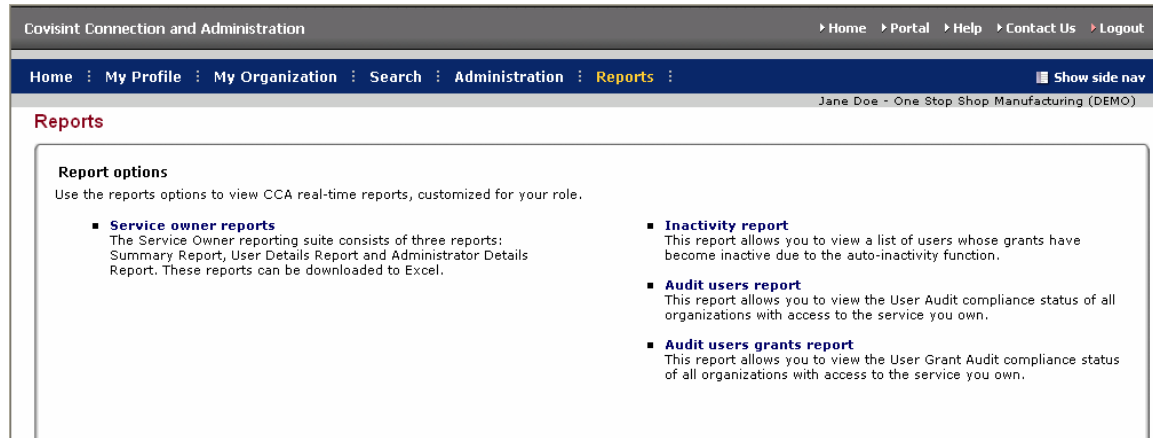 Covisint Connection and Administration
Home Portal Help Contact Us Logout
Home My Profile My Organization Search Administration Reports
Show side nav
Jane Doe - One Stop Shop Manufacturing (DEMO)
Reports
Report options
Use the reports options to view CCA real-time reports, customized for your role.
Service owner reports
The Service Owner reporting suite consists of three reports:
Summary Report, User Details Report and Administrator Details
Report. These reports can be downloaded to Excel.
Inactivity report
This report allows you to view a list of users whose grants have
become inactive due to the auto-inactivity function.
Audit users report
This report allows you to view the User Audit compliance status of all
organizations with access to the service you own.
Audit users grants report
This report allows you to view the User Grant Audit compliance status
of all organizations with access to the service you own.